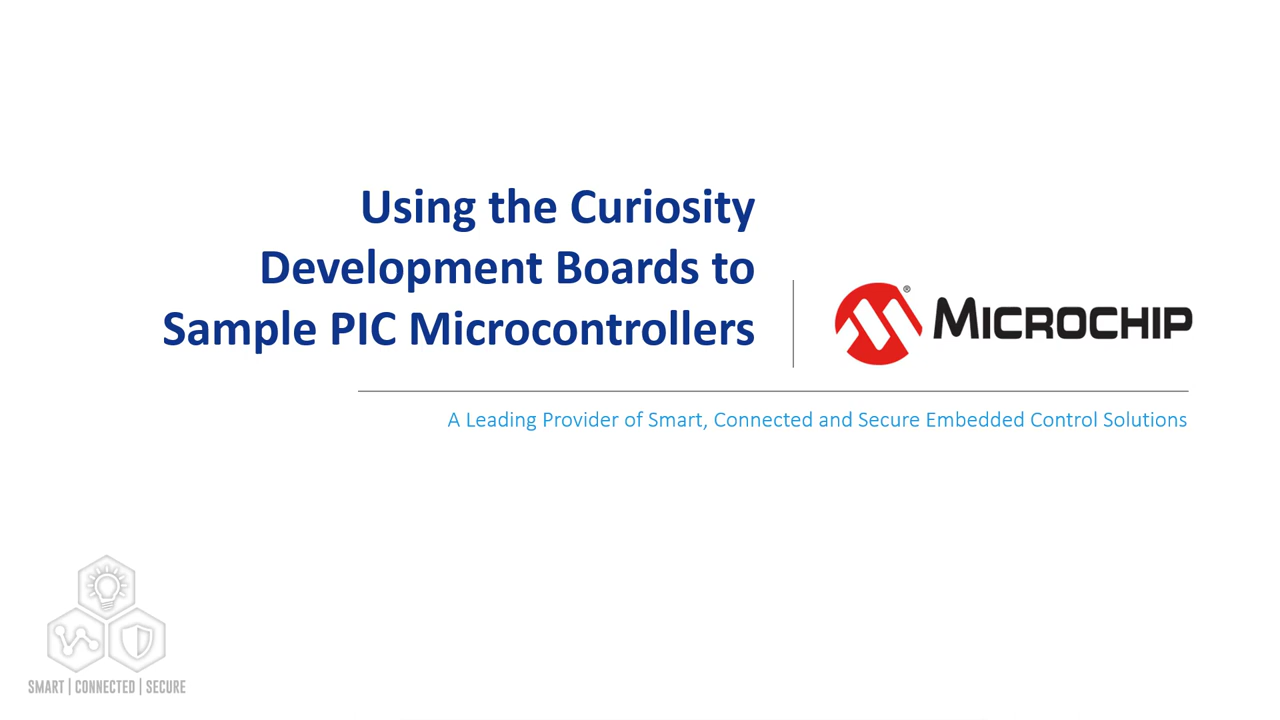 Using the Curiosity
Development Boards to
Sample PIC Microcontrollers
MICROCHIP®
A Leading Provider of Smart, Connected and Secure Embedded Control Solutions
SMART | CONNECTED | SECURE